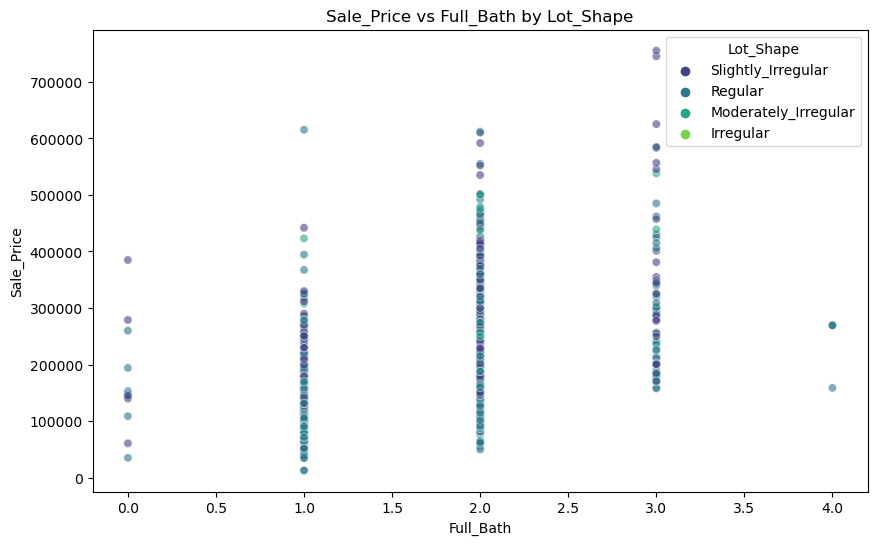 Sale_Price vs Full_Bath by Lot_Shape
Lot_Shape
Slightly_Irregular
Regular
Moderately_Irregular
Irregular
Sale_Price
700000
600000
500000
400000
300000
200000
100000
0
0.0 0.5 1.0 1.5 2.0 2.5 3.0 3.5 4.0
Full_Bath